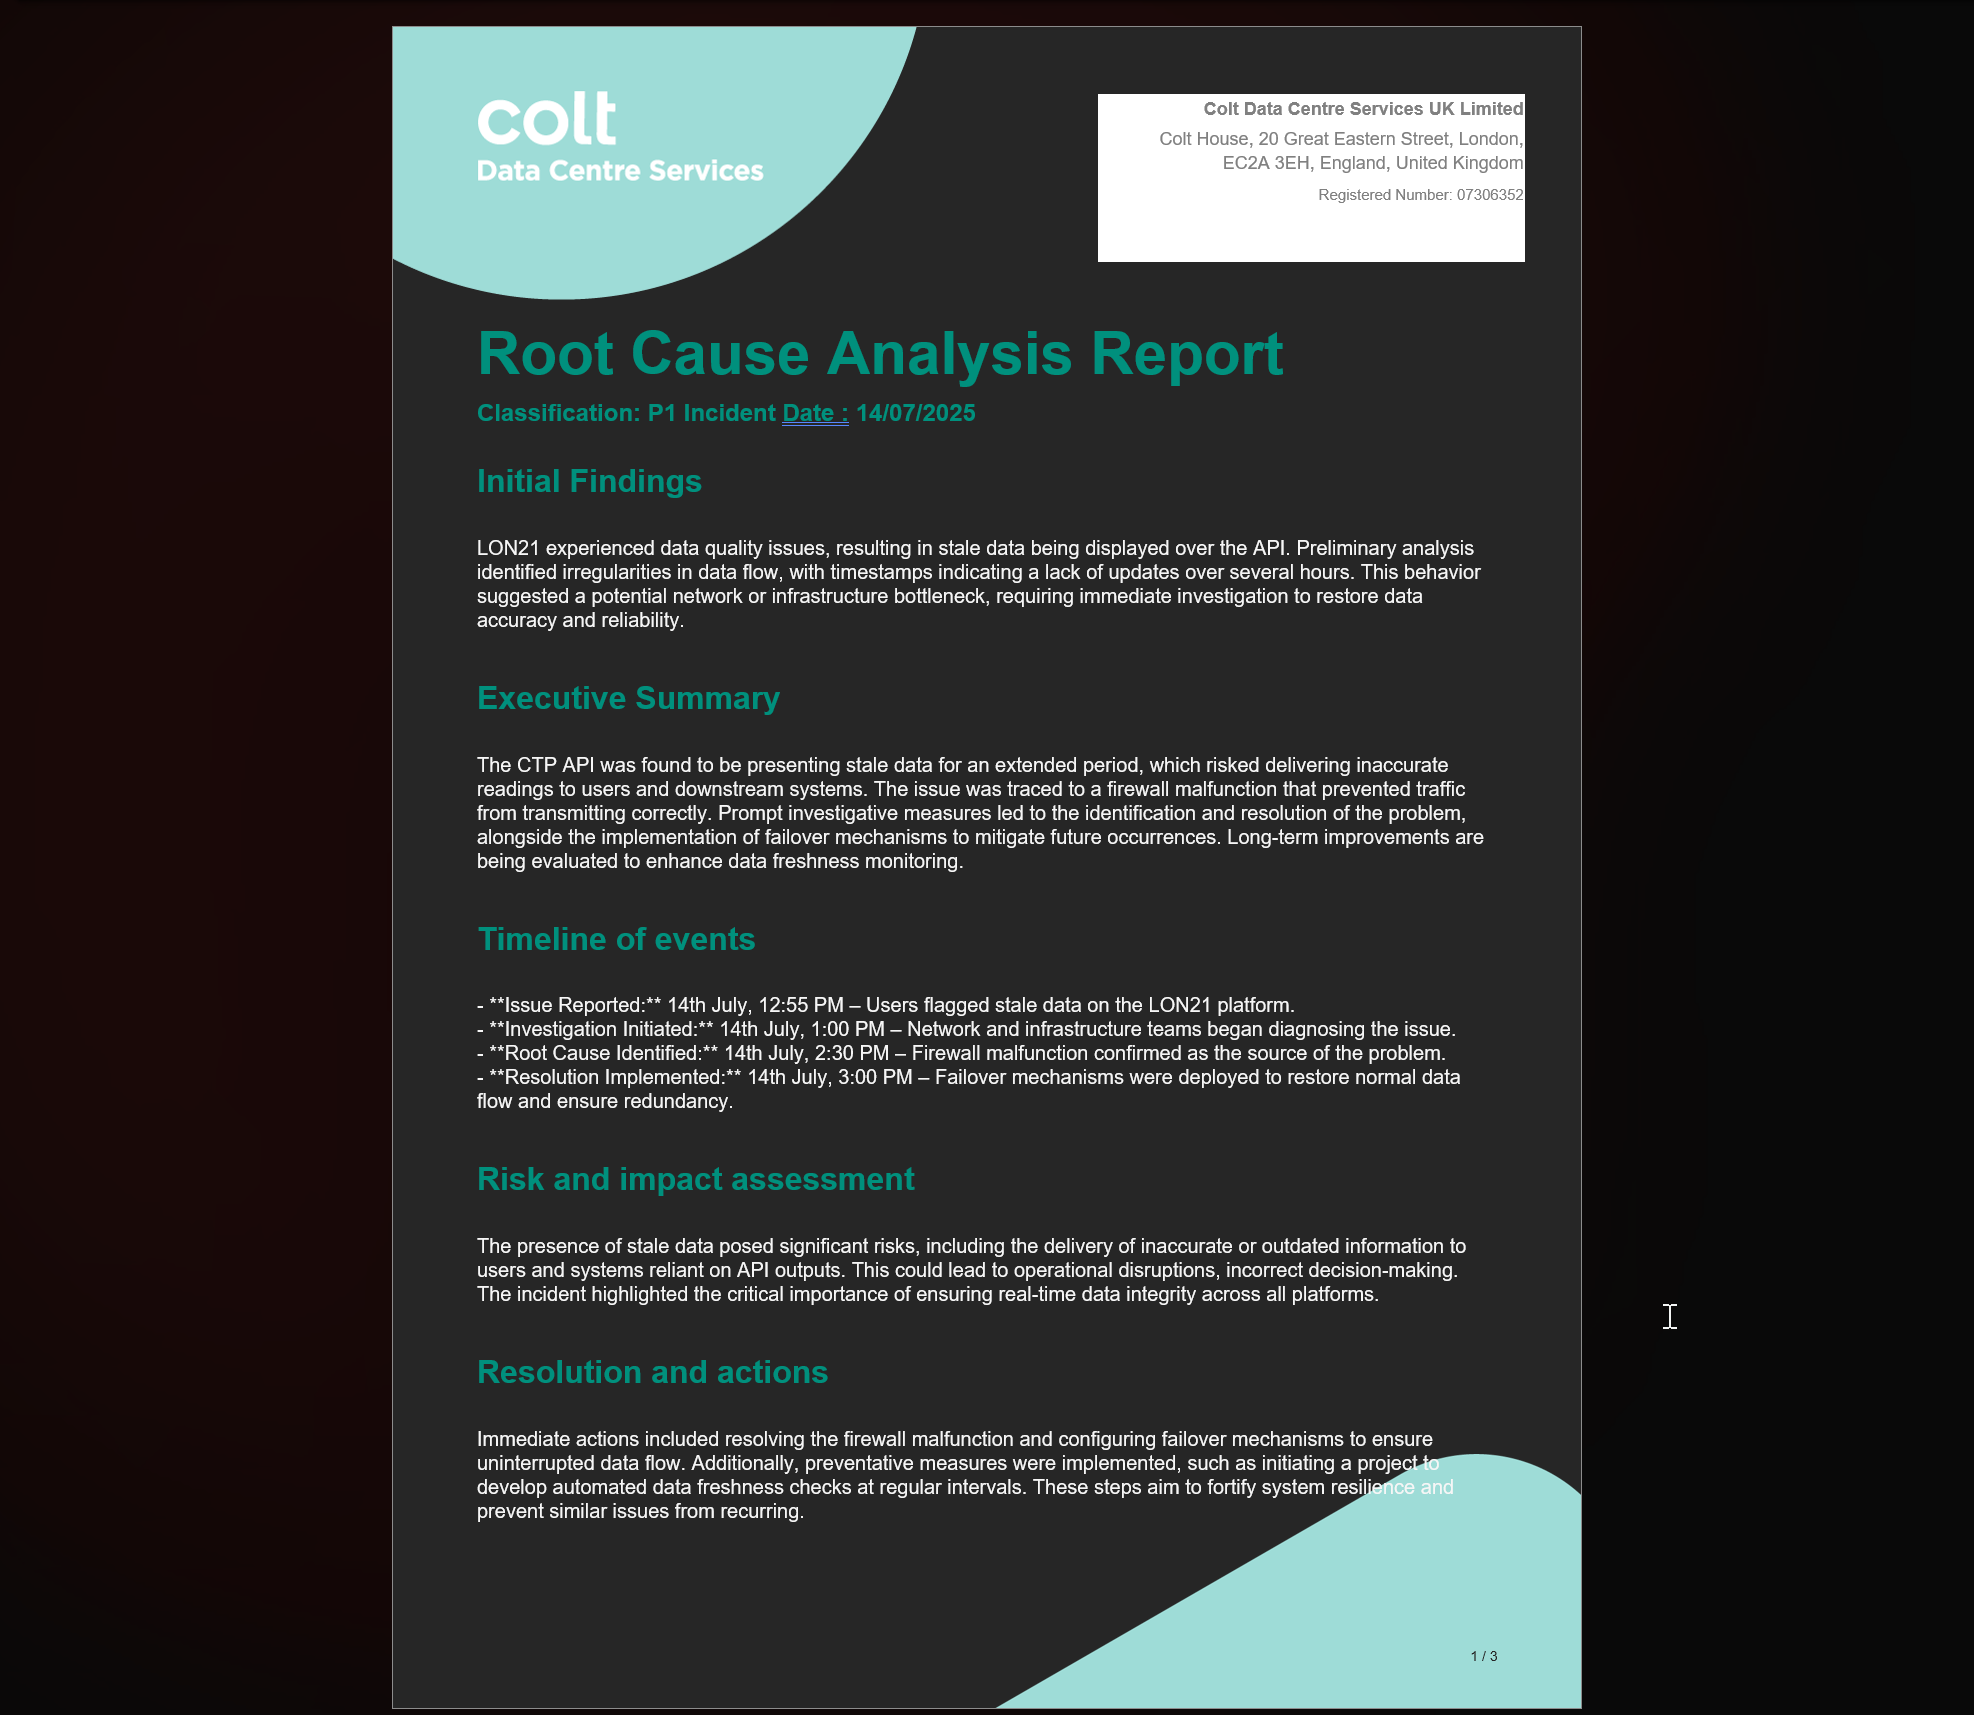 colt
Data Centre Services
Colt Data Centre Services UK Limited
Colt House, 20 Great Eastern Street, London,
EC2A 3EH, England, United Kingdom
Registered Number: 07306352
Root Cause Analysis Report
Classification: P1 Incident Date : 14/07/2025
Initial Findings
LON21 experienced data quality issues, resulting in stale data being displayed over the API. Preliminary analysis
identified irregularities in data flow, with timestamps indicating a lack of updates over several hours. This behavior
suggested a potential network or infrastructure bottleneck, requiring immediate investigation to restore data
accuracy and reliability.
Executive Summary
The CTP API was found to be presenting stale data for an extended period, which risked delivering inaccurate
readings to users and downstream systems. The issue was traced to a firewall malfunction that prevented traffic
from transmitting correctly. Prompt investigative measures led to the identification and resolution of the problem,
alongside the implementation of failover mechanisms to mitigate future occurrences. Long-term improvements are
being evaluated to enhance data freshness monitoring.
Timeline of events
- **Issue Reported:** 14th July, 12:55 PM – Users flagged stale data on the LON21 platform.
- **Investigation Initiated:** 14th July, 1:00 PM – Network and infrastructure teams began diagnosing the issue.
- **Root Cause Identified:** 14th July, 2:30 PM – Firewall malfunction confirmed as the source of the problem.
- **Resolution Implemented:** 14th July, 3:00 PM – Failover mechanisms were deployed to restore normal data
flow and ensure redundancy.
Risk and impact assessment
The presence of stale data posed significant risks, including the delivery of inaccurate or outdated information to
users and systems reliant on API outputs. This could lead to operational disruptions, incorrect decision-making.
The incident highlighted the critical importance of ensuring real-time data integrity across all platforms.
Resolution and actions
Immediate actions included resolving the firewall malfunction and configuring failover mechanisms to ensure
uninterrupted data flow. Additionally, preventative measures were implemented, such as initiating a project to
develop automated data freshness checks at regular intervals. These steps aim to fortify system resilience and
prevent similar issues from recurring.
1 / 3